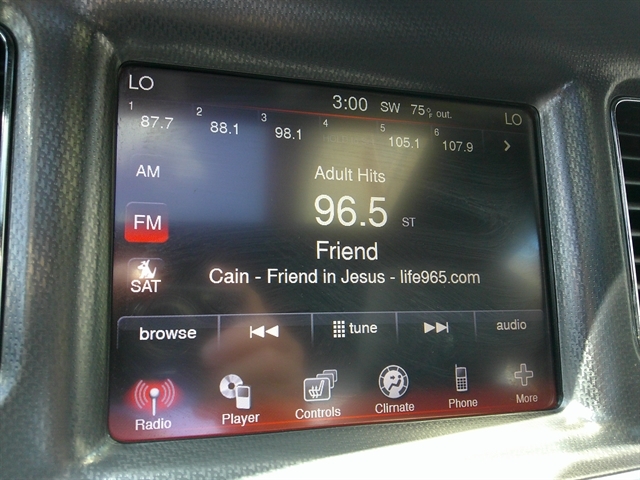 LO
3:00 SW 75°F out.
LO
1 87.7 2 88.1 3 98.1 4 5 105.1 6 107.9 >
AM
Adult Hits
FM
96.5 ST
Friend
SAT
Cain - Friend in Jesus - life965.com
browse tune audio
Radio Player Controls Climate Phone More